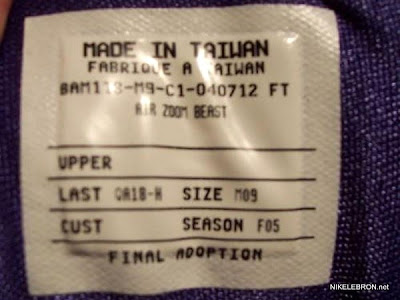 MADE IN TAIWAN
FABRIQUE A TAIWAN
BAM118-M9-C1-040712 FT
AIR ZOOM BEAST
UPPER
LAST QA18-H SIZE M09
CUST SEASON F05
FINAL ADOPTION
NIKELEBRON.net